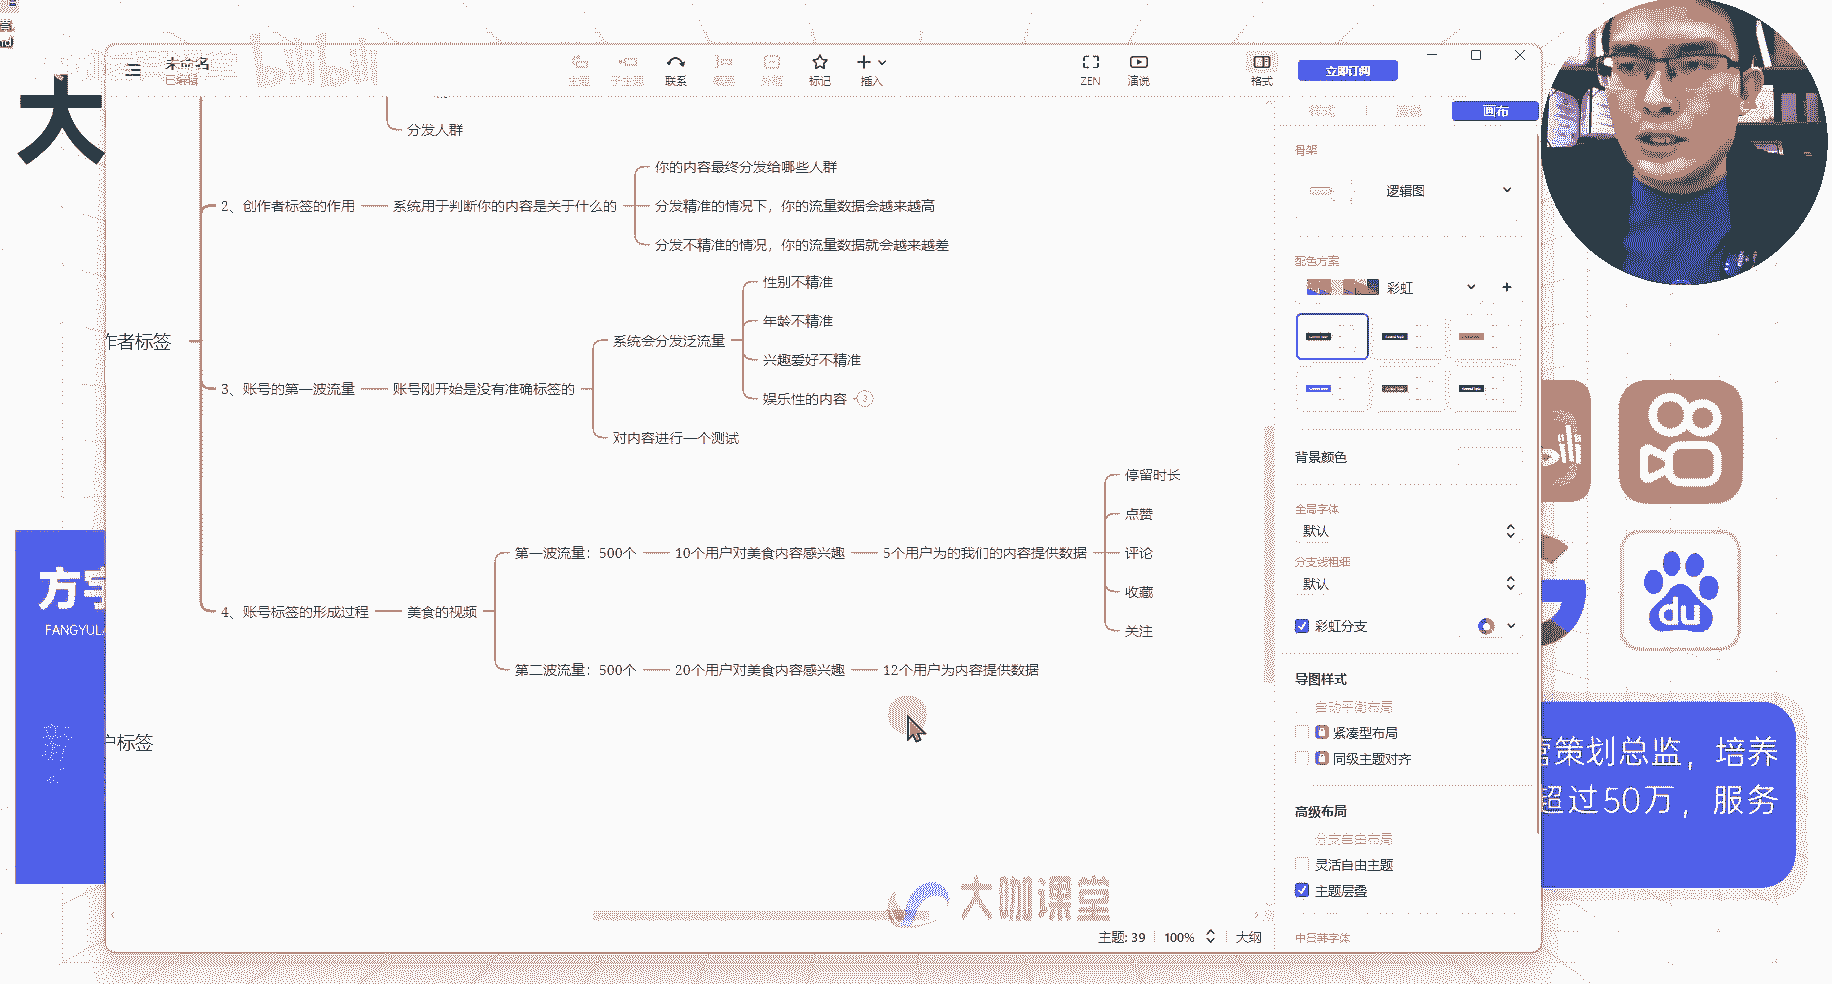 大
bilibili
未命名
已编辑
主题
子主题
联系
概要
外框
标记
插入
ZEN
演说
格式
立即订阅
样式
画布
分发人群
你的内容最终分发给哪些人群
2、创作者标签的作用
系统用于判断你的内容是关于什么的
分发精准的情况下，你的流量数据会越来越高
分发不精准的情况，你的流量数据就会越来越差
性别不精准
年龄不精准
作者标签
系统会分发泛流量
兴趣爱好不精准
3、账号的第一波流量
账号刚开始是没有准确标签的
娱乐性的内容
3
对内容进行一个测试
停留时长
点赞
第一波流量：500个
10个用户对美食内容感兴趣
5个用户为的我们的内容提供数据
评论
收藏
4、账号标签的形成过程
美食的视频
关注
第二波流量：500个
20个用户对美食内容感兴趣
12个用户为内容提供数据
户标签
骨架
逻辑图
配色方案
彩虹
背景颜色
全局字体
默认
分支线粗细
默认
彩虹分支
导图样式
自动平衡布局
紧凑型布局
同级主题对齐
高级布局
分支自由布局
灵活自由主题
主题层叠
中日韩字体
大咖课堂
主题: 39
100%
大纲
方宇
FANGYUL
du
营策划总监，培养
超过50万，服务